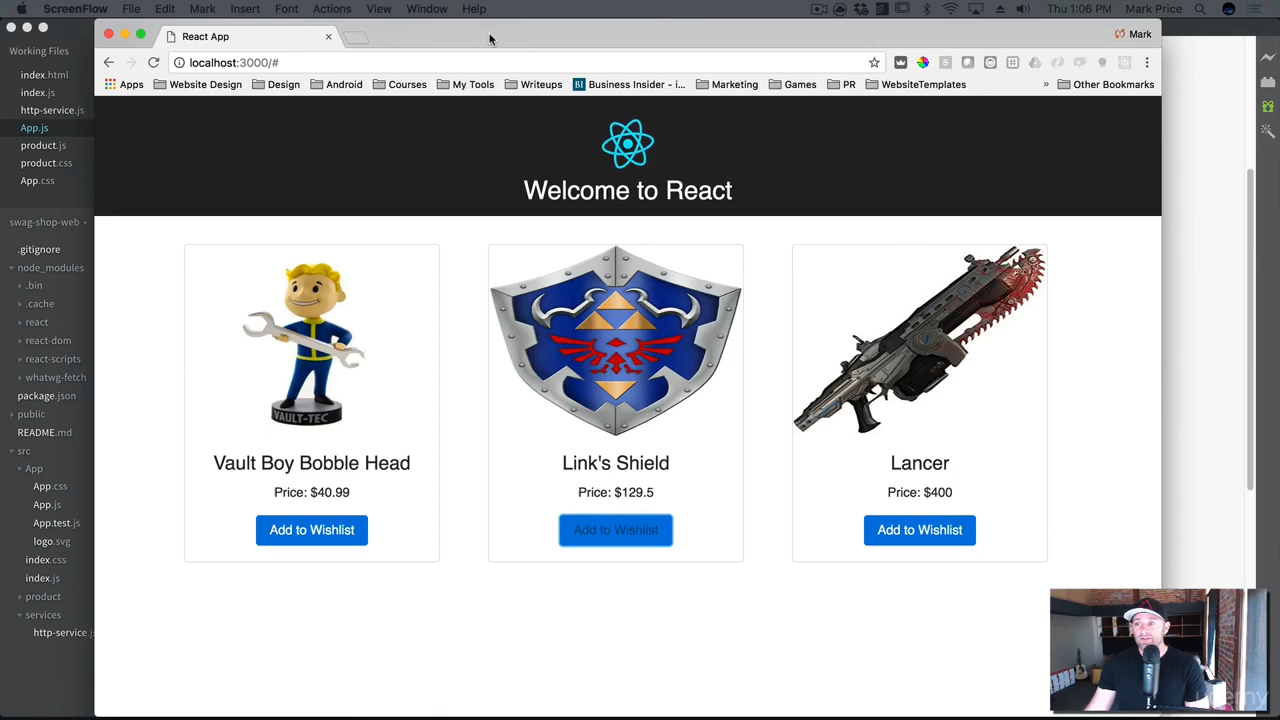 ScreenFlow File Edit Mark Insert Font Actions View Window Help Thu 1:06 PM Mark Price
React App Mark
localhost:3000/#
Apps Website Design Design Android Courses My Tools Writeups BI Business Insider - i... Marketing Games PR WebsiteTemplates » Other Bookmarks
Working Files
index.html
index.js
http-service.js
App.js
product.js
product.css
App.css
swag-shop-web
.gitignore
node_modules
.bin
.cache
react
react-dom
react-scripts
whatwg-fetch
package.json
public
README.md
src
App
App.css
App.js
App.test.js
logo.svg
index.css
index.js
product
services
http-service.js
Welcome to React
VAULT-TEC
Vault Boy Bobble Head
Price: $40.99
Add to Wishlist
Link's Shield
Price: $129.5
Add to Wishlist
Lancer
Price: $400
Add to Wishlist
udemy